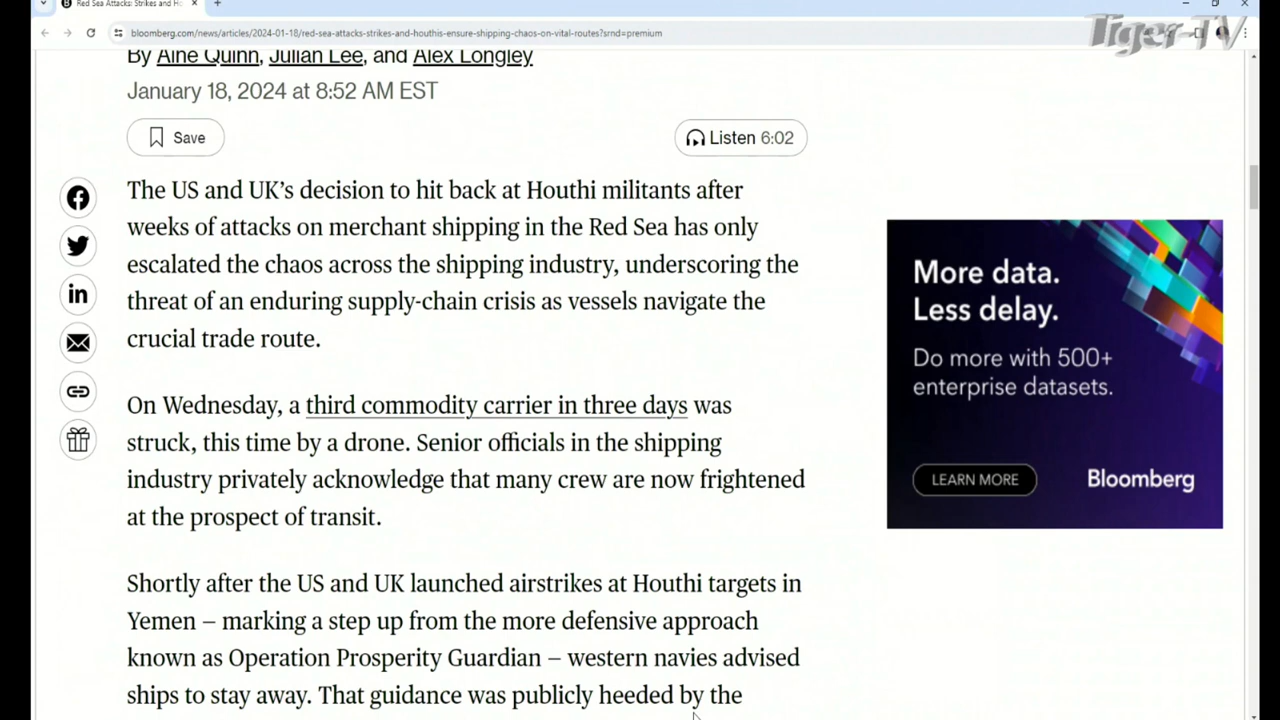 Red Sea Attacks: Strikes and Ho
Tiger-TV
bloomberg.com/news/articles/2024-01-18/red-sea-attacks-strikes-and-houthis-ensure-shipping-chaos-on-vital-routes?srnd=premium
By Aine Quinn, Julian Lee, and Alex Longley
January 18, 2024 at 8:52 AM EST
Save
Listen 6:02
The US and UK’s decision to hit back at Houthi militants after
weeks of attacks on merchant shipping in the Red Sea has only
escalated the chaos across the shipping industry, underscoring the
threat of an enduring supply-chain crisis as vessels navigate the
crucial trade route.
On Wednesday, a third commodity carrier in three days was
struck, this time by a drone. Senior officials in the shipping
industry privately acknowledge that many crew are now frightened
at the prospect of transit.
Shortly after the US and UK launched airstrikes at Houthi targets in
Yemen – marking a step up from the more defensive approach
known as Operation Prosperity Guardian – western navies advised
ships to stay away. That guidance was publicly heeded by the
More data.
Less delay.
Do more with 500+
enterprise datasets.
LEARN MORE
Bloomberg